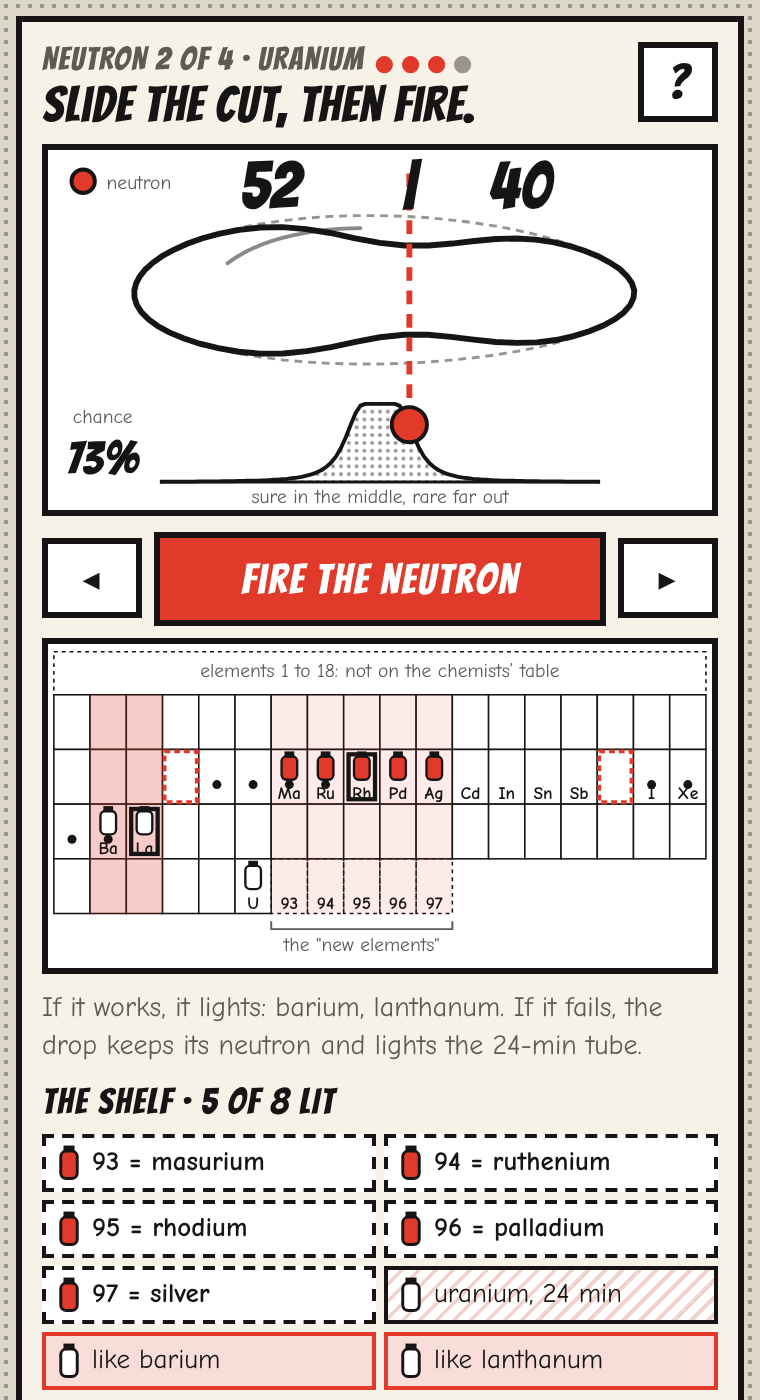 NEUTRON 2 OF 4 · URANIUM
SLIDE THE CUT, THEN FIRE.
?
neutron
52 / 40
chance
73%
sure in the middle, rare far out
◄
FIRE THE NEUTRON
►
elements 1 to 18: not on the chemists’ table
Ma Ru Rh Pd Ag Cd In Sn Sb I Xe
Ba La
U 93 94 95 96 97
the "new elements"
If it works, it lights: barium, lanthanum. If it fails, the
drop keeps its neutron and lights the 24-min tube.
THE SHELF · 5 OF 8 LIT
93 = masurium
94 = ruthenium
95 = rhodium
96 = palladium
97 = silver
uranium, 24 min
like barium
like lanthanum